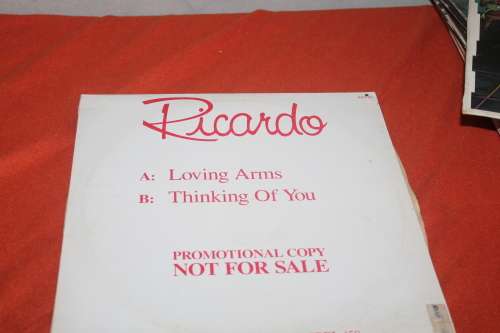 Ricardo
A: Loving Arms
B: Thinking Of You
PROMOTIONAL COPY
NOT FOR SALE